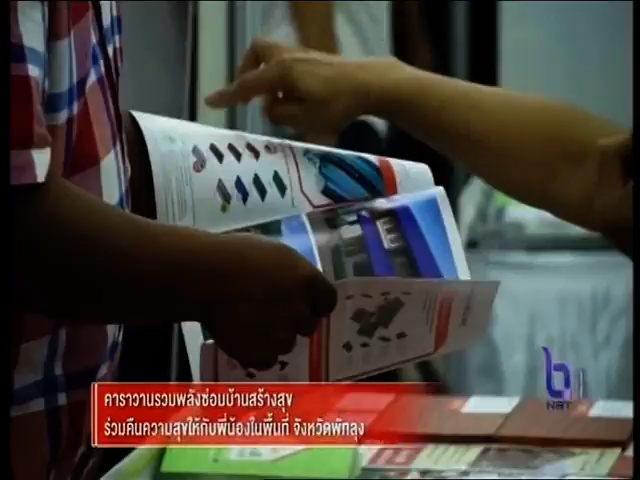 คาราวานรวมพลังซ่อมบ้านสร้างสุข
ร่วมคืนความสุขให้กับพี่น้องในพื้นที่ จังหวัดพัทลุง
NBT